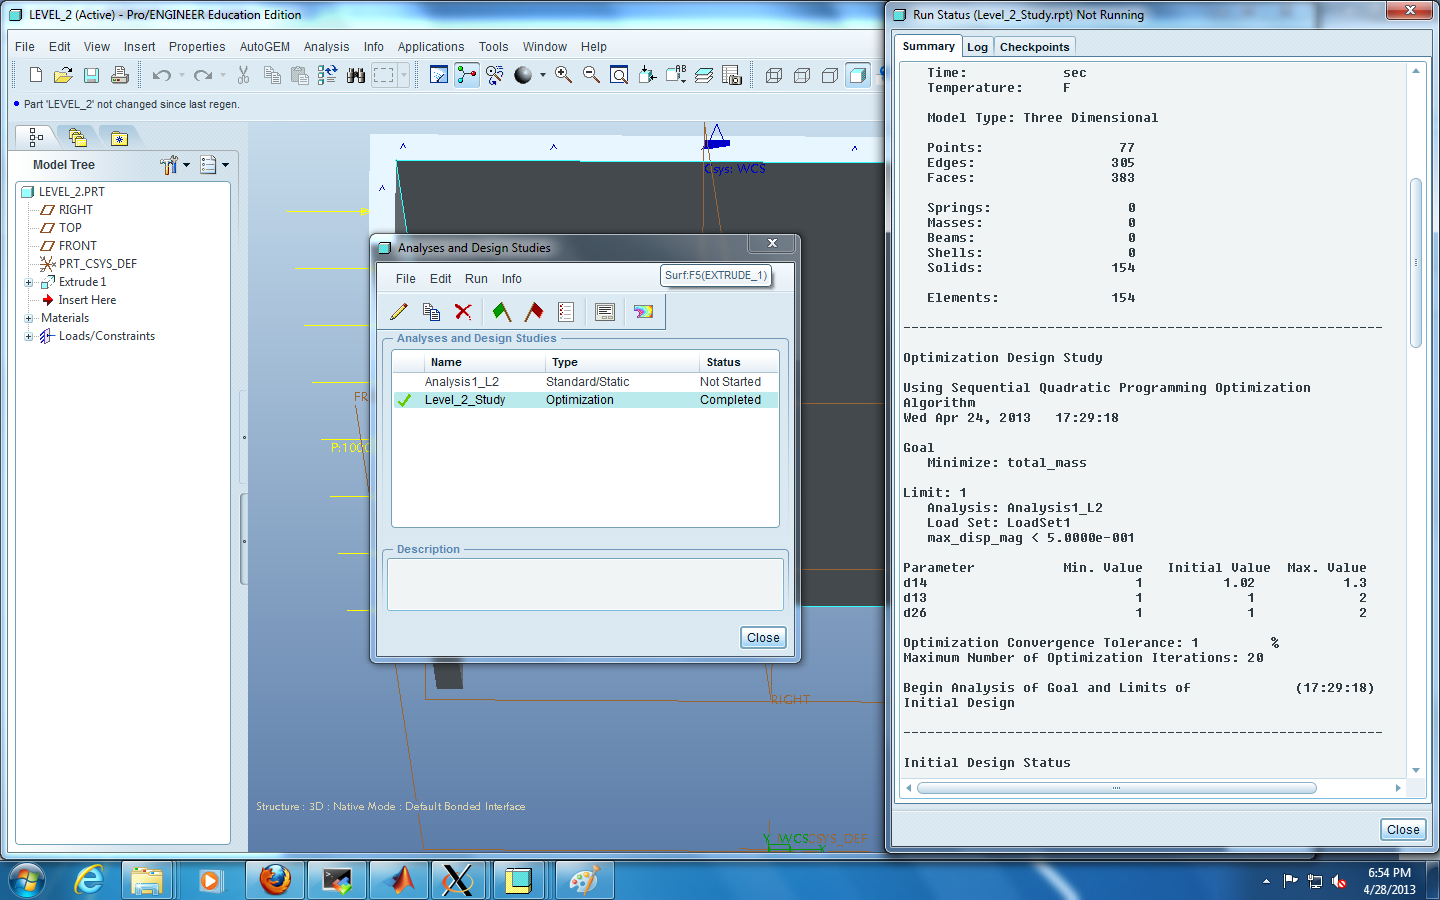 LEVEL_2 (Active) - Pro/ENGINEER Education Edition
File Edit View Insert Properties AutoGEM Analysis Info Applications Tools Window Help
Part 'LEVEL_2' not changed since last regen.
Model Tree
LEVEL_2.PRT
RIGHT
TOP
FRONT
PRT_CSYS_DEF
Extrude 1
Insert Here
Materials
Loads/Constraints
Csys: WCS
FR
P:1000
RIGHT
Structure : 3D : Native Mode : Default Bonded Interface
Analyses and Design Studies
File Edit Run Info
Surf:F5(EXTRUDE_1)
Analyses and Design Studies
Name Type Status
Analysis1_L2 Standard/Static Not Started
Level_2_Study Optimization Completed
Description
Close
Run Status (Level_2_Study.rpt) Not Running
Summary Log Checkpoints
Time: sec
Temperature: F
Model Type: Three Dimensional
Points: 77
Edges: 305
Faces: 383
Springs: 0
Masses: 0
Beams: 0
Shells: 0
Solids: 154
Elements: 154
------------------------------------------------------------
Optimization Design Study
Using Sequential Quadratic Programming Optimization
Algorithm
Wed Apr 24, 2013 17:29:18
Goal
Minimize: total_mass
Limit: 1
Analysis: Analysis1_L2
Load Set: LoadSet1
max_disp_mag < 5.0000e-001
Parameter Min. Value Initial Value Max. Value
d14 1 1.02 1.3
d13 1 1 2
d26 1 1 2
Optimization Convergence Tolerance: 1 %
Maximum Number of Optimization Iterations: 20
Begin Analysis of Goal and Limits of (17:29:18)
Initial Design
------------------------------------------------------------
Initial Design Status
Close
6:54 PM
4/28/2013